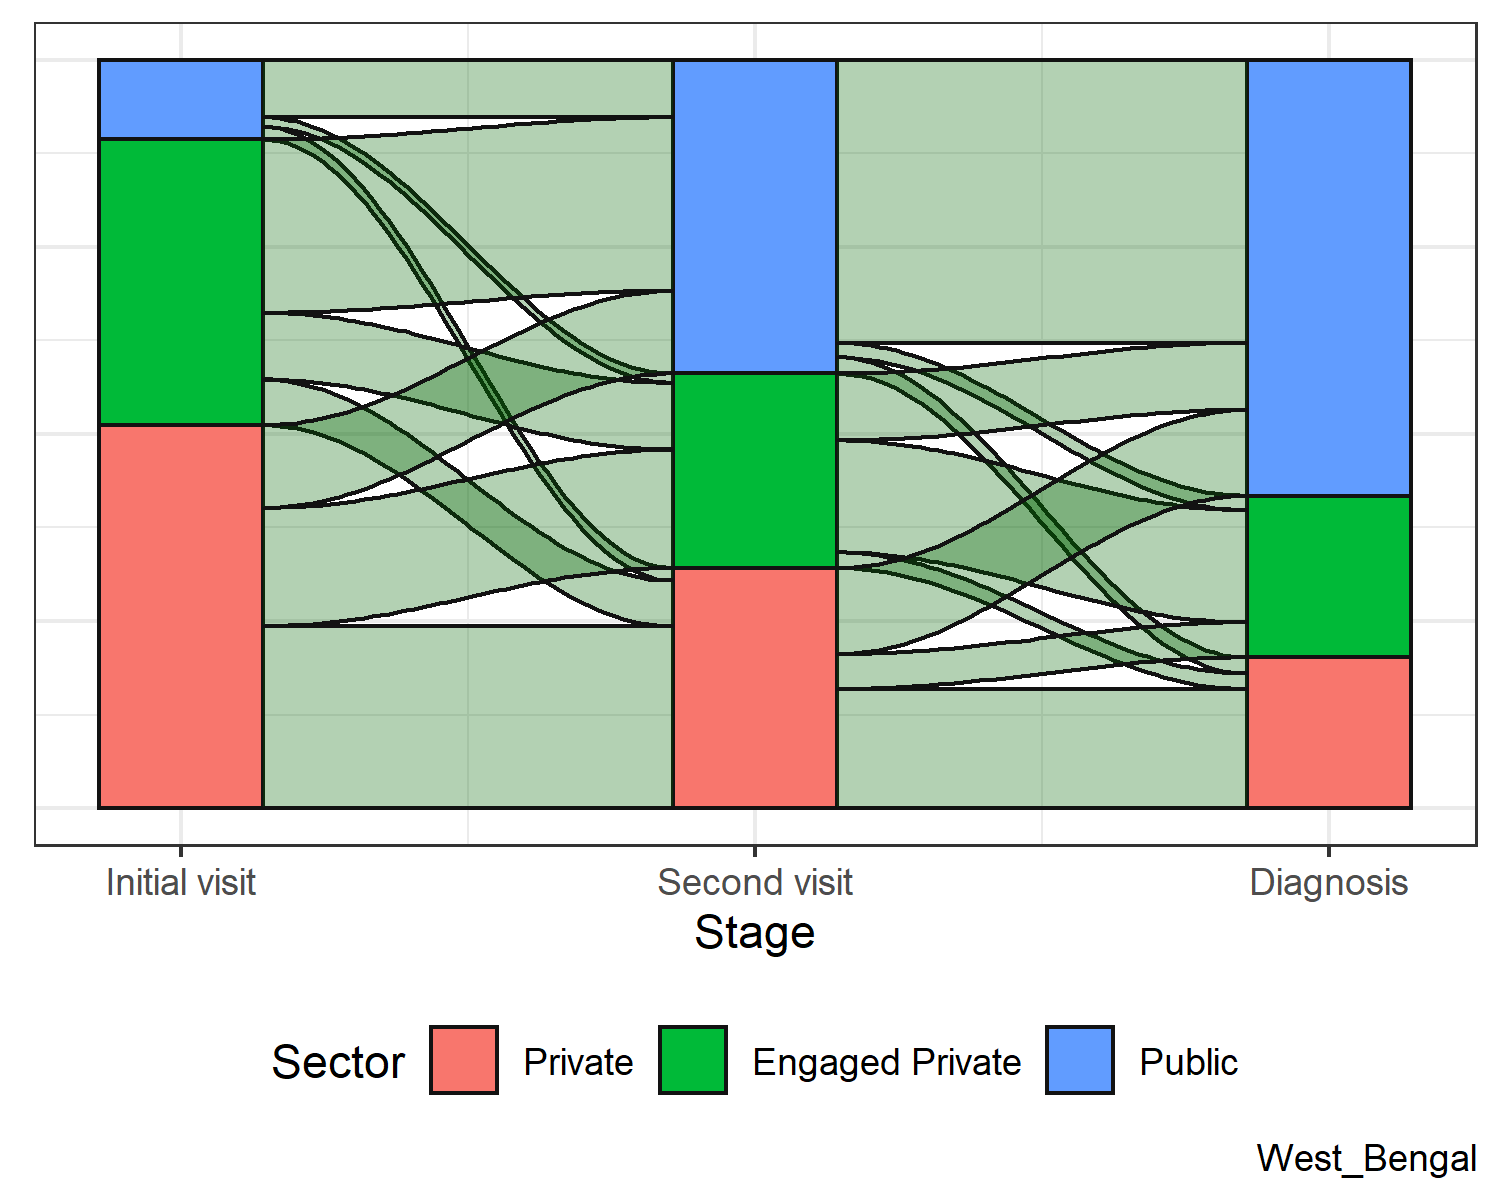 Initial visit Second visit Diagnosis
Stage
Sector Private Engaged Private Public
West_Bengal